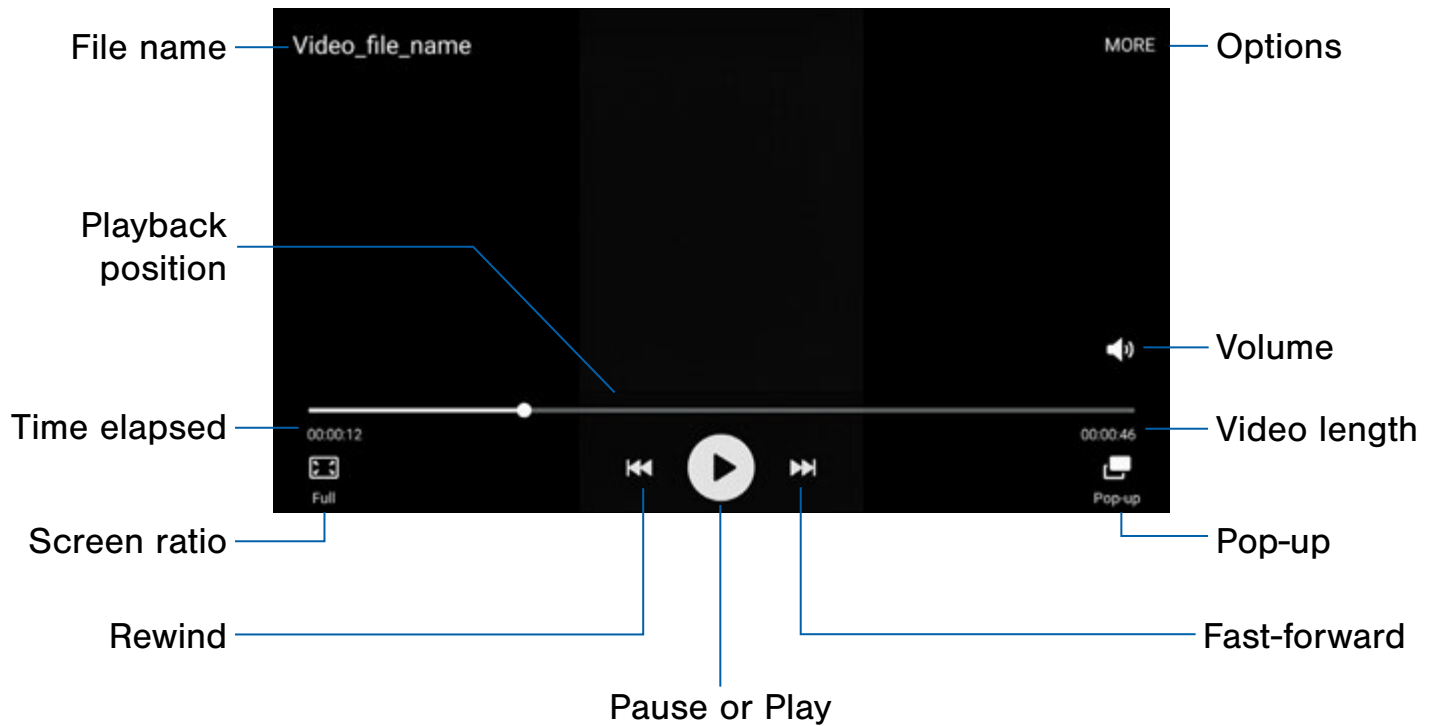 File name
Video_file_name
MORE
Options
Playback
position
Volume
Time elapsed
00:00:12
00:00:46
Video length
Full
Pop-up
Screen ratio
Pop-up
Rewind
Fast-forward
Pause or Play